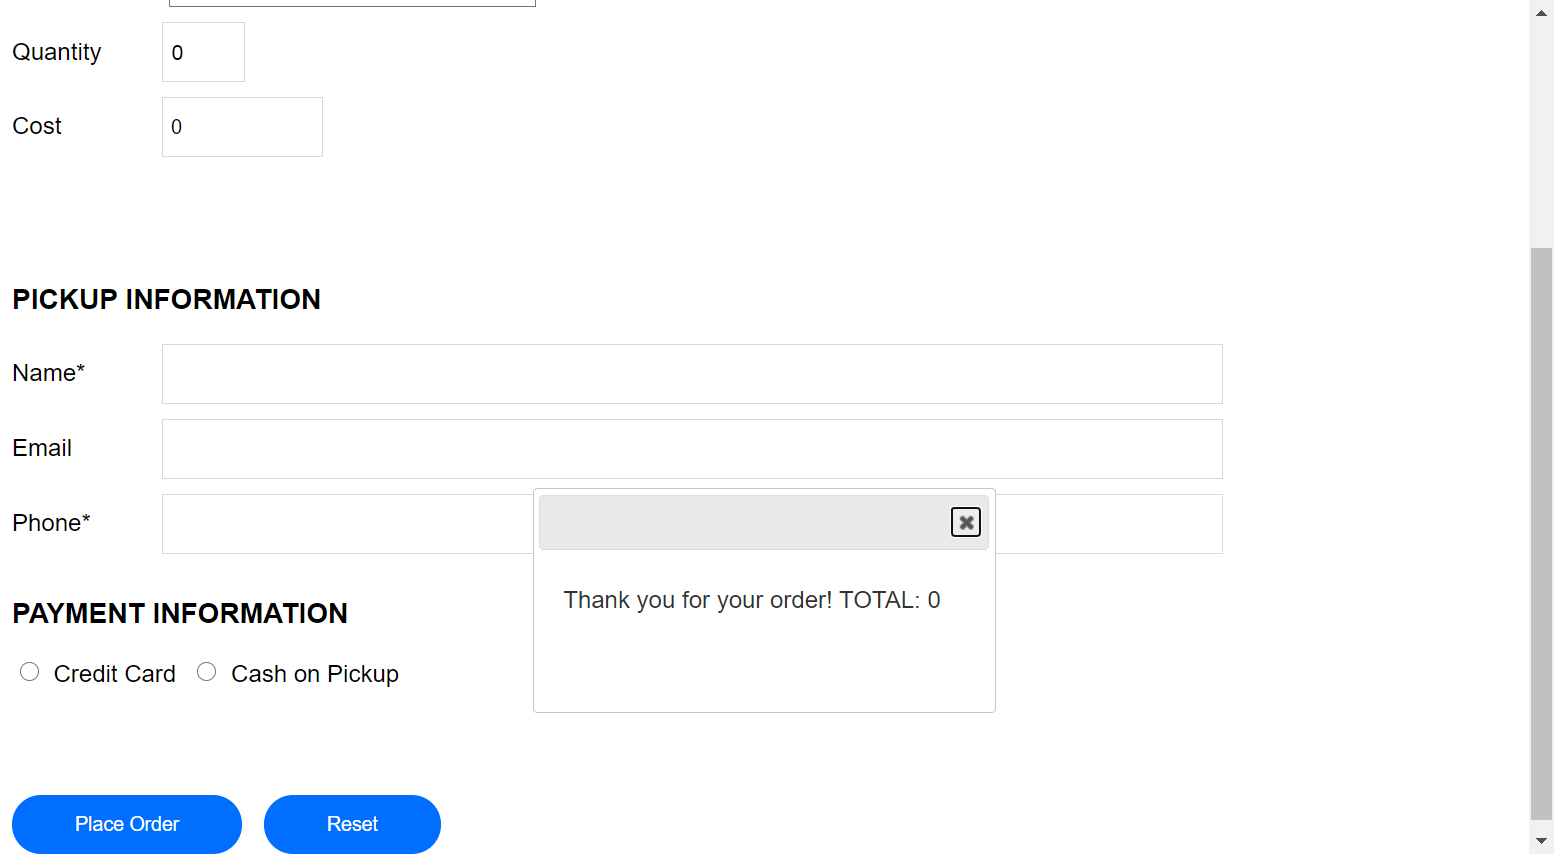 Quantity 0
Cost 0
PICKUP INFORMATION
Name*
Email
Phone*
Thank you for your order! TOTAL: 0
PAYMENT INFORMATION
Credit Card Cash on Pickup
Place Order Reset